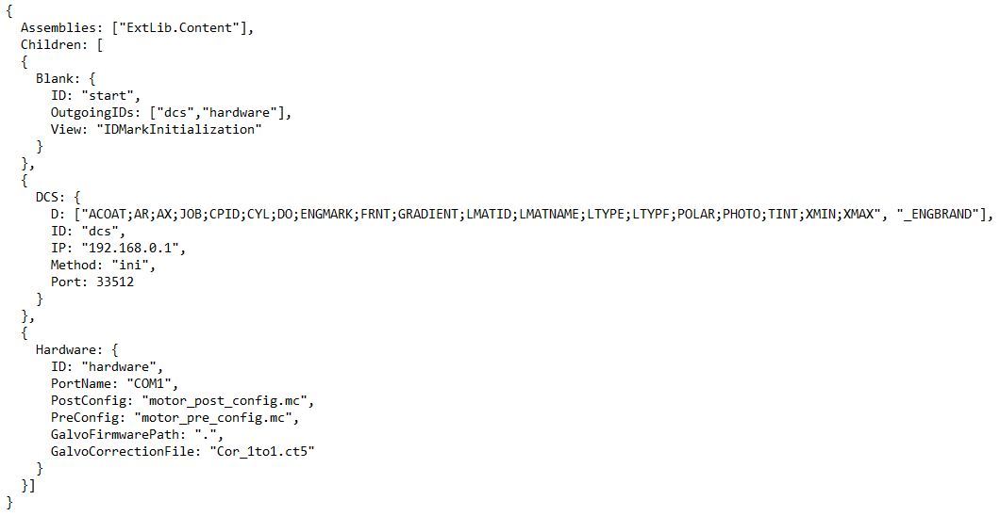 {
  Assemblies: ["ExtLib.Content"],
  Children: [
  {
    Blank: {
      ID: "start",
      OutgoingIDs: ["dcs","hardware"],
      View: "IDMarkInitialization"
    }
  },
  {
    DCS: {
      D: ["ACOAT;AR;AX;JOB;CPID;CYL;DO;ENGMARK;FRNT;GRADIENT;LMATID;LMATNAME;LTYPE;LTYPF;POLAR;PHOTO;TINT;XMIN;XMAX", "_ENGBRAND"],
      ID: "dcs",
      IP: "192.168.0.1",
      Method: "ini",
      Port: 33512
    }
  },
  {
    Hardware: {
      ID: "hardware",
      PortName: "COM1",
      PostConfig: "motor_post_config.mc",
      PreConfig: "motor_pre_config.mc",
      GalvoFirmwarePath: ".",
      GalvoCorrectionFile: "Cor_1to1.ct5"
    }
  }]
}